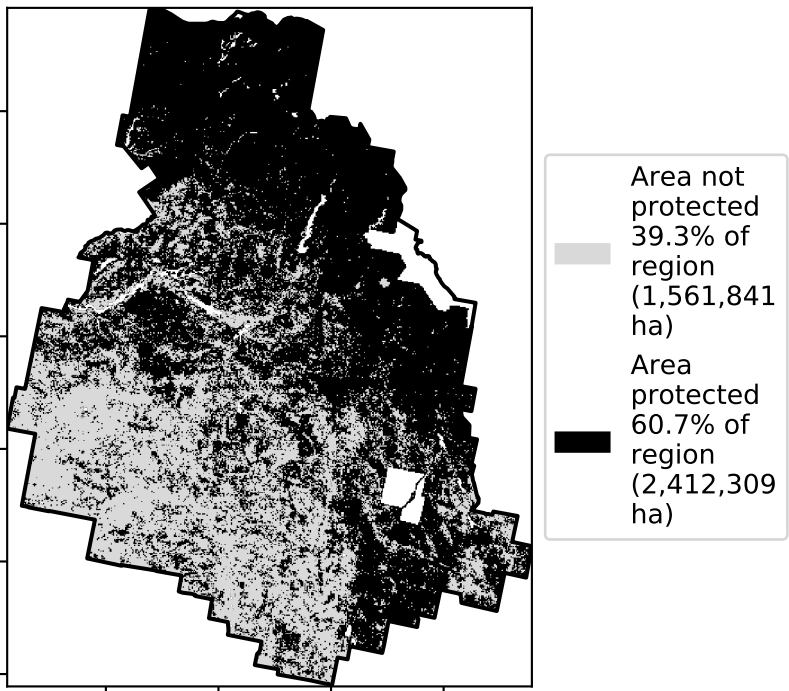 Area not
protected
39.3% of
region
(1,561,841
ha)
Area
protected
60.7% of
region
(2,412,309
ha)